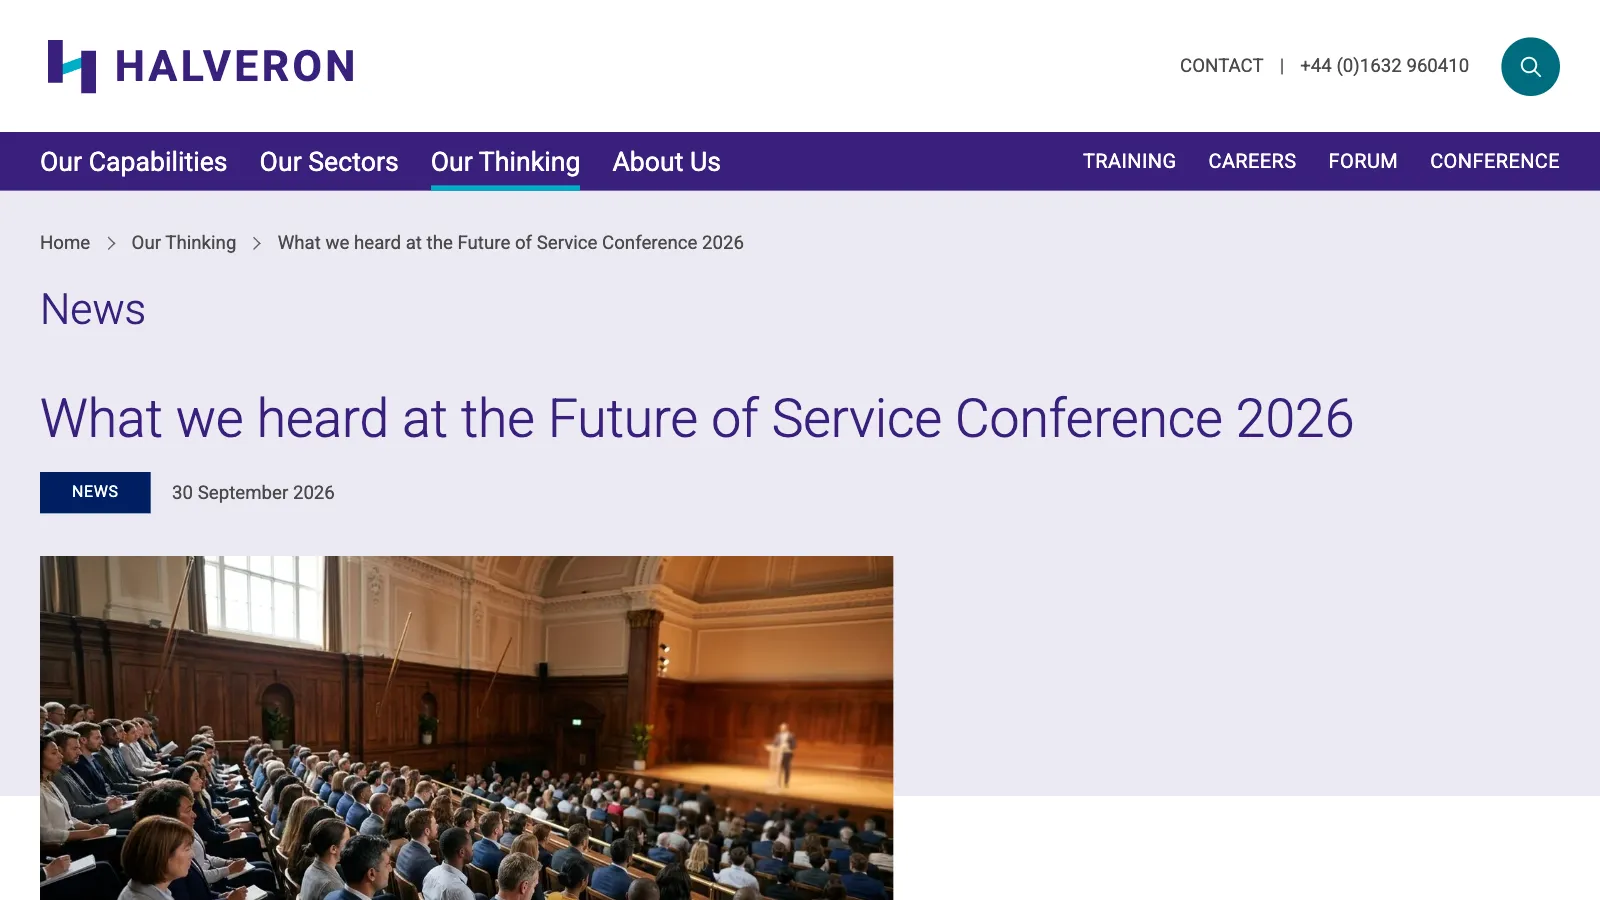 HALVERON
CONTACT | +44 (0)1632 960410
Our Capabilities Our Sectors Our Thinking About Us TRAINING CAREERS FORUM CONFERENCE
Home > Our Thinking > What we heard at the Future of Service Conference 2026
News
What we heard at the Future of Service Conference 2026
NEWS 30 September 2026